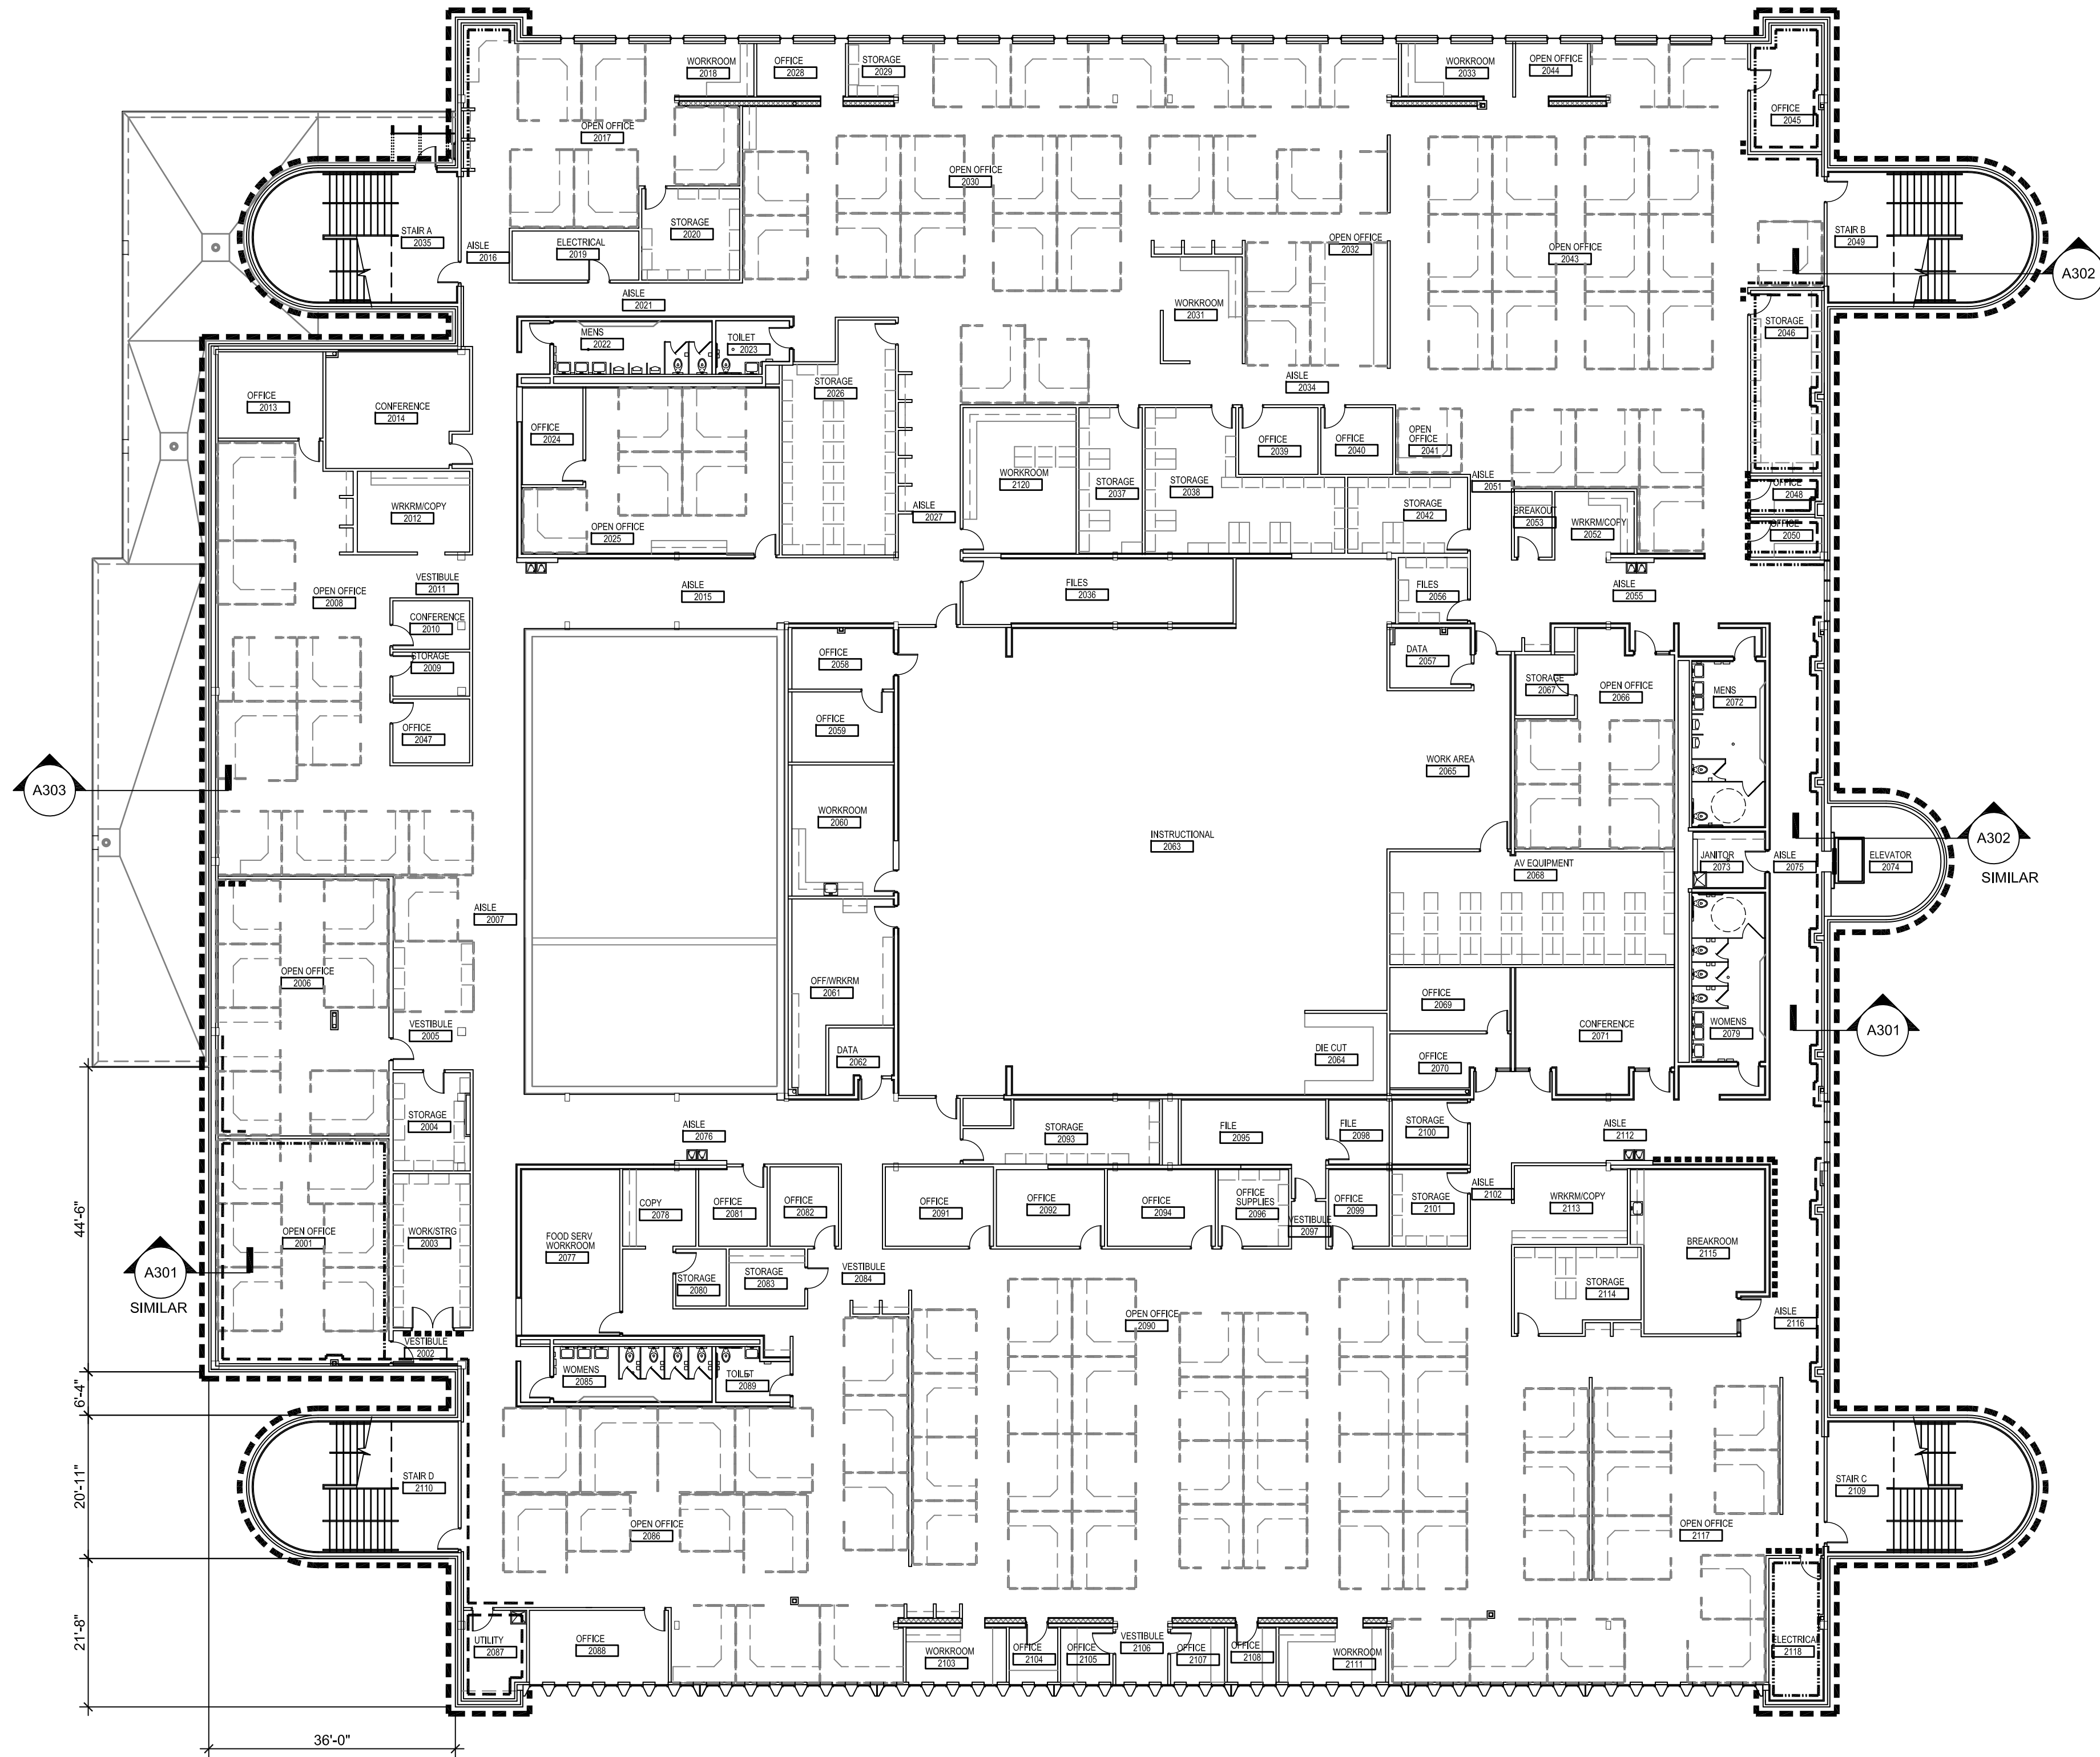 WORKROOM
2018
OFFICE
2028
STORAGE
2029
WORKROOM
2033
OPEN OFFICE
2044
OFFICE
2045
OPEN OFFICE
2017
OPEN OFFICE
2030
STORAGE
2020
STAIR A
2035
AISLE
2016
ELECTRICAL
2019
OPEN OFFICE
2032
OPEN OFFICE
2043
STAIR B
2049
A302
AISLE
2021
WORKROOM
2031
MENS
2022
TOILET
2023
STORAGE
2046
OFFICE
2013
CONFERENCE
2014
STORAGE
2026
AISLE
2034
OFFICE
2024
OFFICE
2039
OFFICE
2040
OPEN
OFFICE
2041
WORKROOM
2120
STORAGE
2037
STORAGE
2038
AISLE
2051
OFFICE
2048
WRKRM/COPY
2012
AISLE
2027
STORAGE
2042
BREAKOUT
2053
WRKRM/COPY
2052
OFFICE
2050
OPEN OFFICE
2025
VESTIBULE
2011
OPEN OFFICE
2008
AISLE
2015
FILES
2036
FILES
2056
AISLE
2055
CONFERENCE
2010
STORAGE
2009
OFFICE
2058
DATA
2057
STORAGE
2067
OPEN OFFICE
2066
MENS
2072
OFFICE
2047
OFFICE
2059
A303
WORK AREA
2065
WORKROOM
2060
INSTRUCTIONAL
2063
A302
SIMILAR
AV EQUIPMENT
2068
JANITOR
2073
AISLE
2075
ELEVATOR
2074
AISLE
2007
OPEN OFFICE
2006
OFF/WRKRM
2061
OFFICE
2069
VESTIBULE
2005
CONFERENCE
2071
WOMENS
2079
A301
DATA
2062
DIE CUT
2064
OFFICE
2070
STORAGE
2004
AISLE
2076
STORAGE
2093
FILE
2095
FILE
2098
STORAGE
2100
AISLE
2112
44'-6"
COPY
2078
OFFICE
2081
OFFICE
2082
OFFICE
2091
OFFICE
2092
OFFICE
2094
OFFICE
SUPPLIES
2096
VESTIBULE
2097
OFFICE
2099
STORAGE
2101
AISLE
2102
WRKRM/COPY
2113
OPEN OFFICE
2001
WORK/STRG
2003
FOOD SERV
WORKROOM
2077
BREAKROOM
2115
A301
SIMILAR
STORAGE
2080
STORAGE
2083
VESTIBULE
2084
STORAGE
2114
OPEN OFFICE
2090
AISLE
2116
VESTIBULE
2002
WOMENS
2085
TOILET
2089
6'-4"
20'-11"
STAIR D
2110
STAIR C
2109
OPEN OFFICE
2086
OPEN OFFICE
2117
21'-8"
UTILITY
2087
OFFICE
2088
WORKROOM
2103
OFFICE
2104
OFFICE
2105
VESTIBULE
2106
OFFICE
2107
OFFICE
2108
WORKROOM
2111
ELECTRICAL
2118
36'-0"